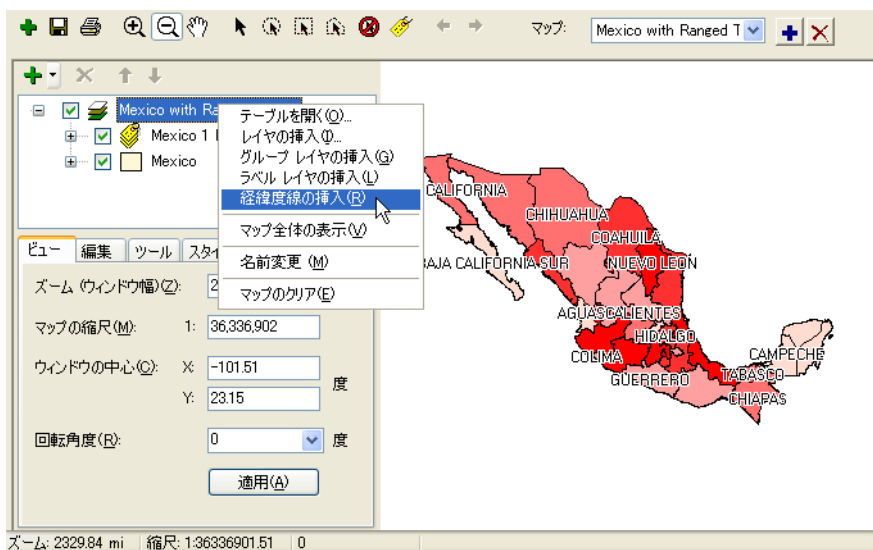 マップ:
Mexico with Ranged T
Mexico with Ra
Mexico 1
Mexico
テーブルを開く(O)...
レイヤの挿入(I)...
グループ レイヤの挿入(G)
ラベル レイヤの挿入(L)
経緯度線の挿入(R)
マップ全体の表示(V)
名前変更 (M)
マップのクリア(E)
ビュー
編集
ツール
スタ
ズーム (ウィンドウ幅)(Z):
2
マップの縮尺(M):
1:
36,336,902
ウィンドウの中心(C):
X:
-101.51
Y:
23.15
度
回転角度(R):
0
度
適用(A)
CALIFORNIA
CHIHUAHUA
COAHUILA
AJA CALIFORNIA SUR
NUEVO LEON
AGUASCALIENTES
HIDALGO
COLIMA
CAMPECHE
TABASCO
GUERRERO
CHIAPAS
ズーム: 2329.84 mi
縮尺: 1:36336901.51
0